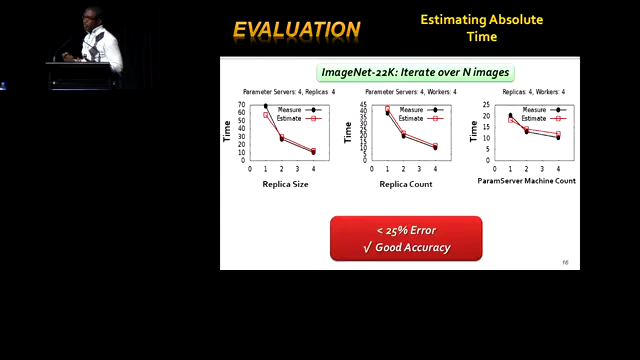 EVALUATION
Estimating Absolute
Time
ImageNet-22K: Iterate over N images
Parameter Servers: 4, Replicas 4
Time
70
60
50
40
30
20
10
0
Measure
Estimate
0 1 2 3 4
Replica Size
Parameter Servers: 4, Workers: 4
Time
45
40
35
30
25
20
15
10
5
0
Measure
Estimate
0 1 2 3 4
Replica Count
Replicas: 4, Workers: 4
Time
25
20
15
10
5
0
Measure
Estimate
0 1 2 3 4
ParamServer Machine Count
< 25% Error
√ Good Accuracy
16